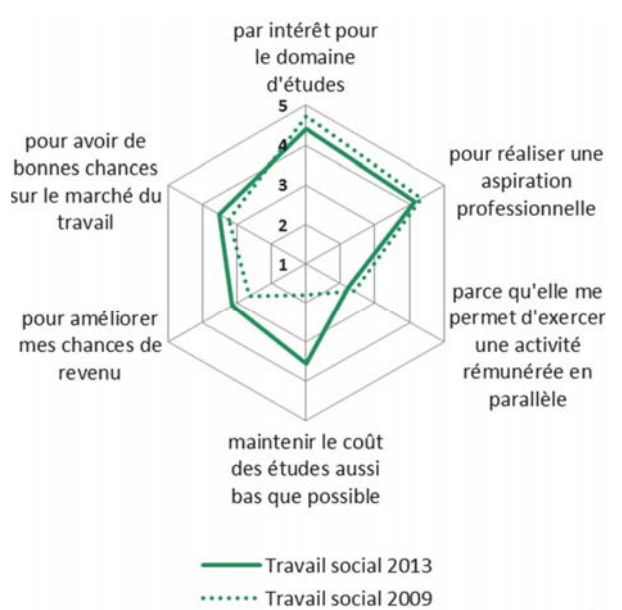 par intérêt pour
le domaine
d'études
5
4
3
2
1
pour avoir de
bonnes chances
sur le marché du
travail
pour réaliser une
aspiration
professionnelle
pour améliorer
mes chances de
revenu
parce qu'elle me
permet d'exercer
une activité
rémunérée en
parallèle
maintenir le coût
des études aussi
bas que possible
Travail social 2013
Travail social 2009